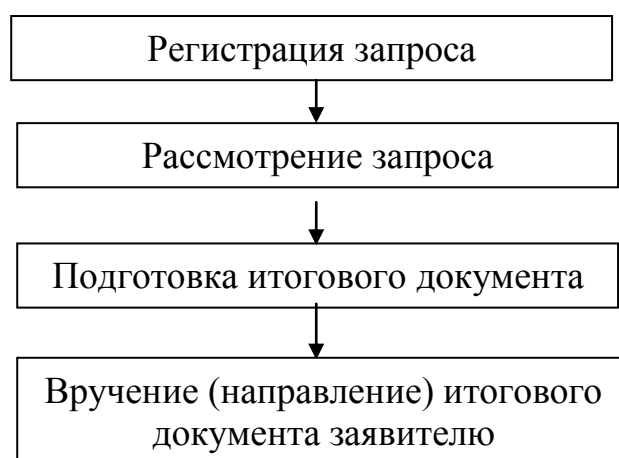 Регистрация запроса
Рассмотрение запроса
Подготовка итогового документа
Вручение (направление) итогового
документа заявителю